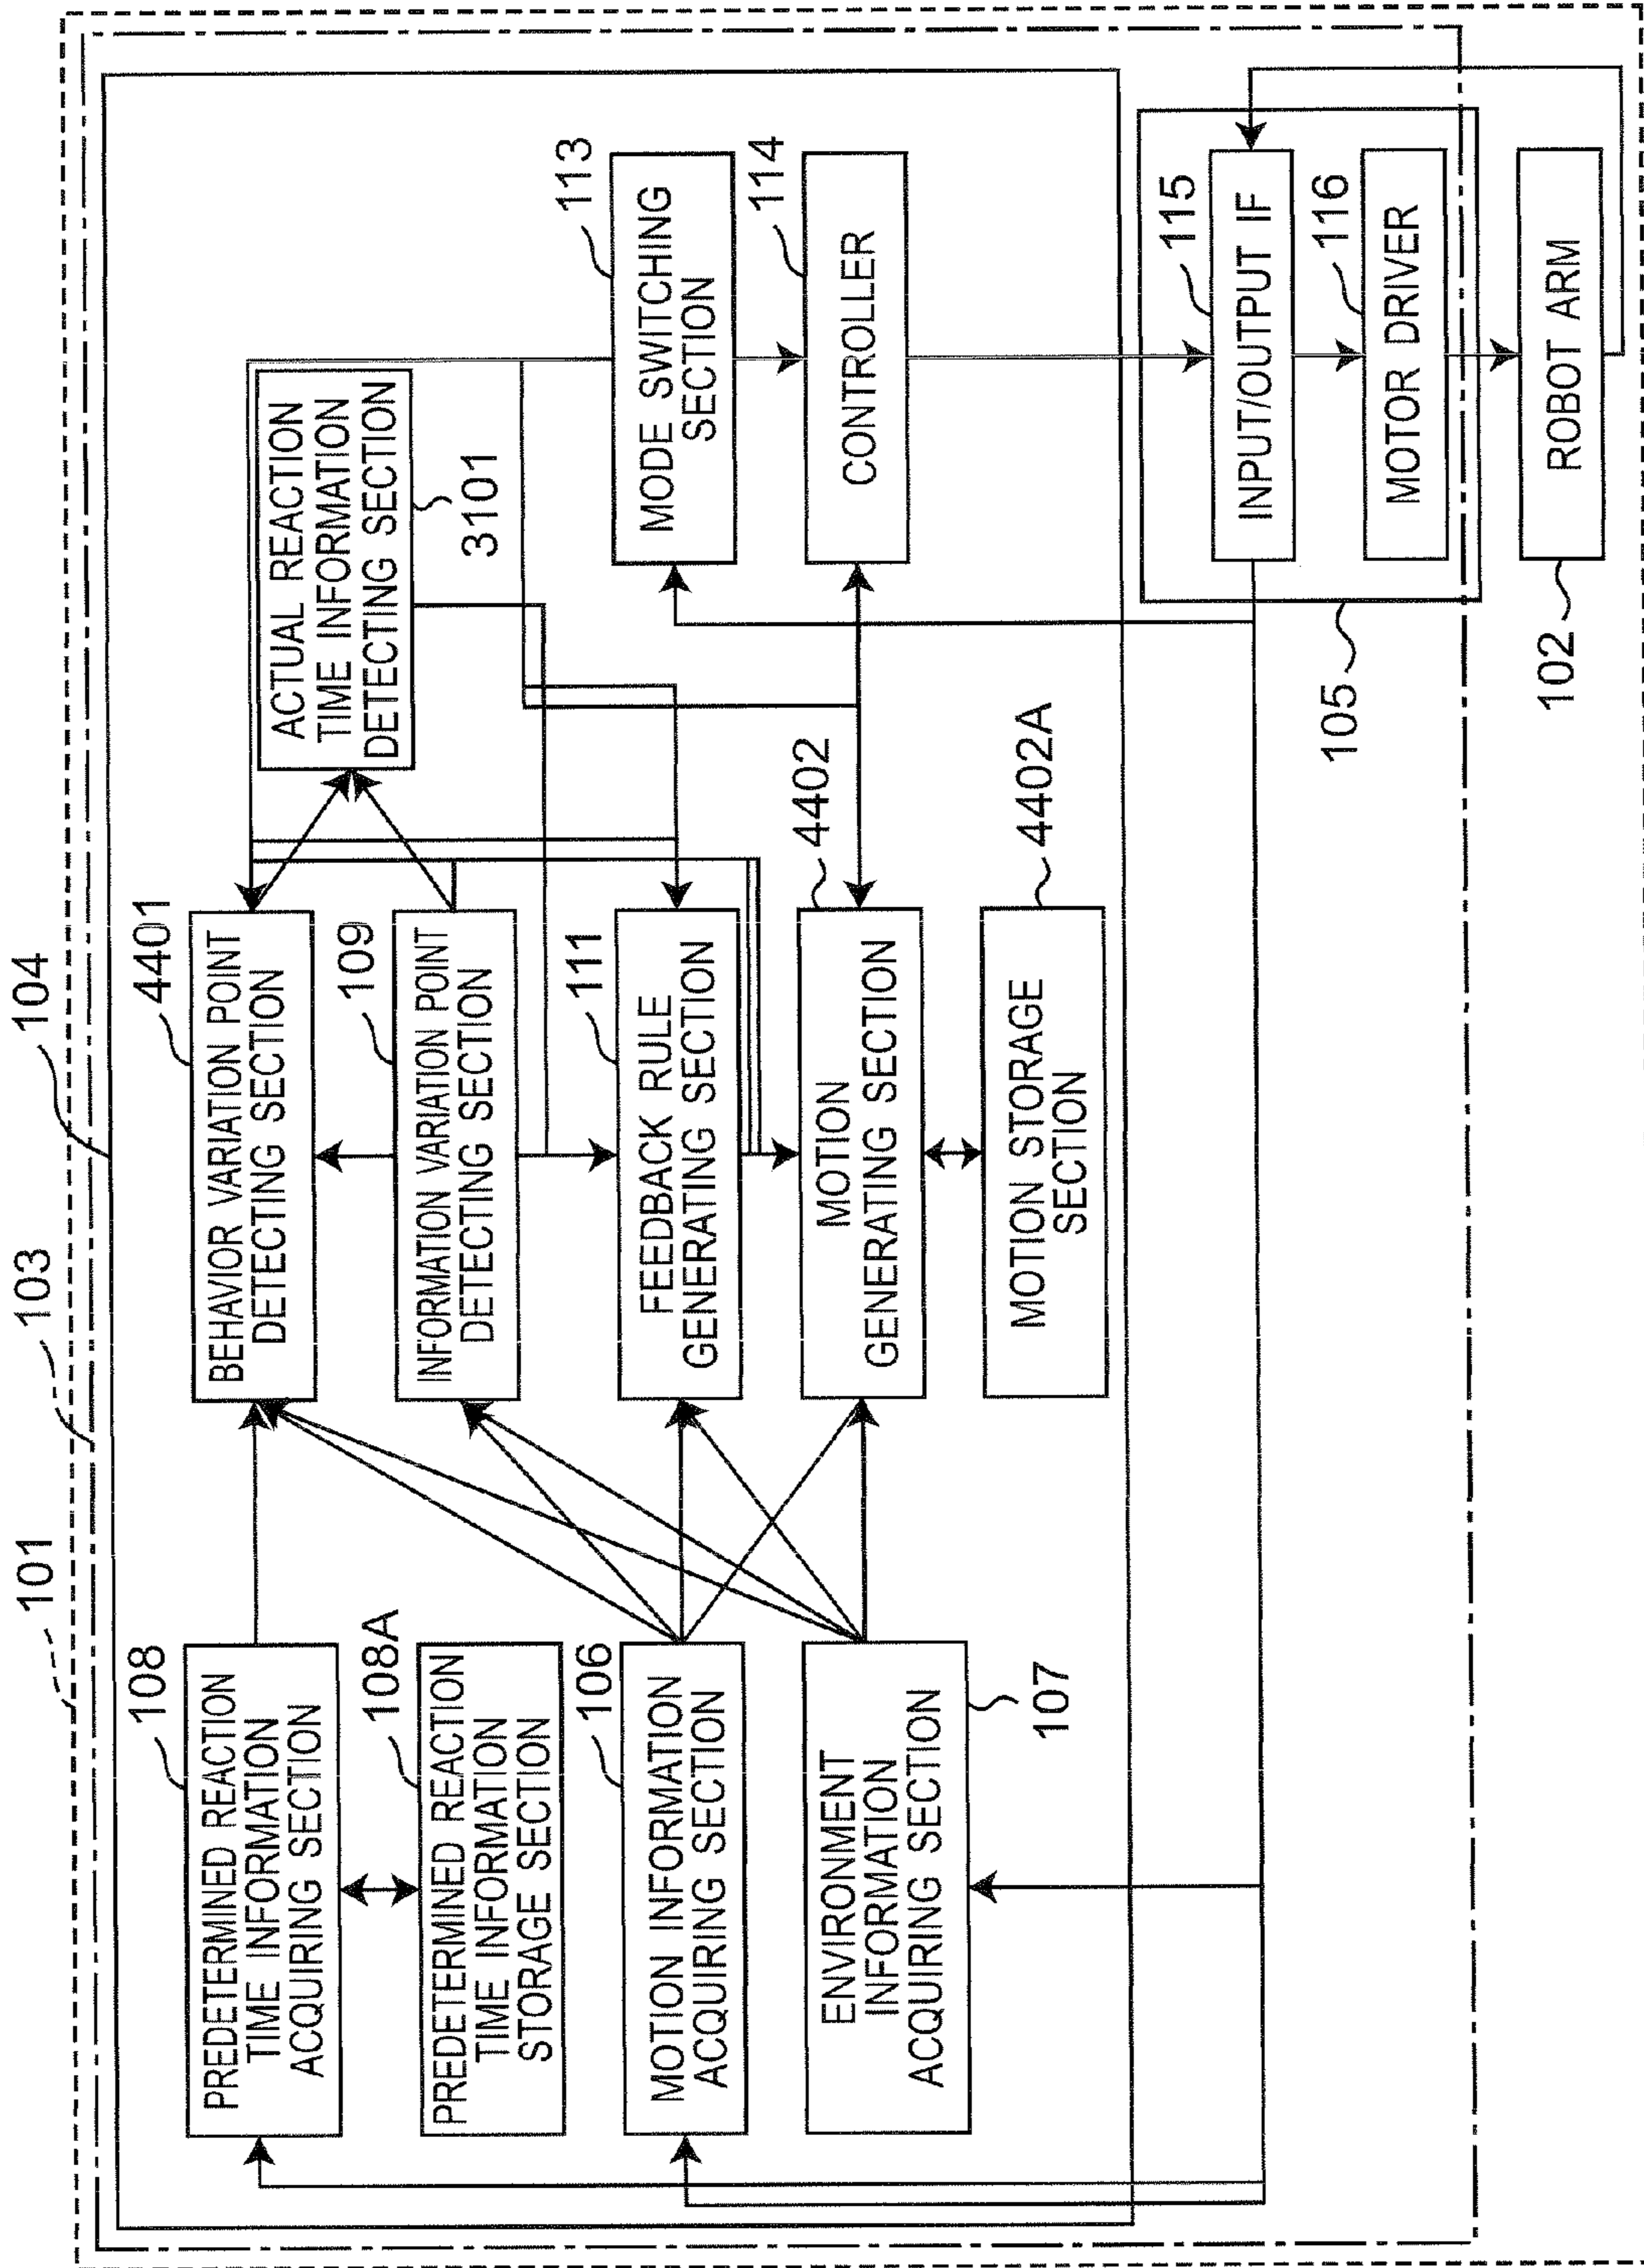 101
103
104
108
PREDETERMINED REACTION
TIME INFORMATION
ACQUIRING SECTION
108A
PREDETERMINED REACTION
TIME INFORMATION
STORAGE SECTION
106
MOTION INFORMATION
ACQUIRING SECTION
ENVIRONMENT
INFORMATION
ACQUIRING SECTION
107
4401
BEHAVIOR VARIATION POINT
DETECTING SECTION
109
INFORMATION VARIATION POINT
DETECTING SECTION
111
FEEDBACK RULE
GENERATING SECTION
4402
MOTION
GENERATING SECTION
4402A
MOTION STORAGE
SECTION
ACTUAL REACTION
TIME INFORMATION
DETECTING SECTION
3101
113
MODE SWITCHING
SECTION
114
CONTROLLER
115
INPUT/OUTPUT IF
116
MOTOR DRIVER
105
ROBOT ARM
102